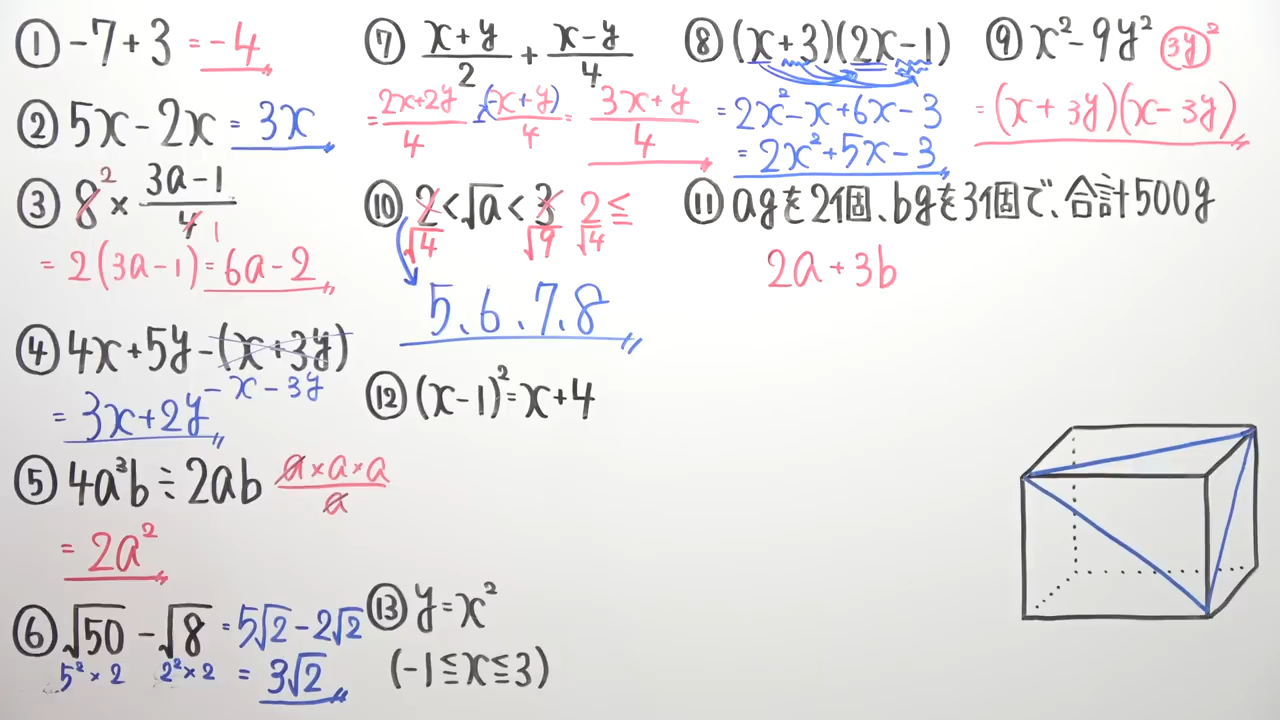 ① -7+3 = -4
② 5x-2x = 3x
③ 8² × (3a-1)/4 1
= 2(3a-1) = 6a-2
④ 4x+5y-(x+3y)
-x-3y
= 3x+2y
⑤ 4a³b÷2ab a×a×a/a
= 2a²
⑥ √50-√8 = 5√2-2√2
5²×2 2²×2 = 3√2
⑦ (x+y)/2 + (x-y)/4
= (2x+2y)/4 (x+y)/4 = (3x+y)/4
⑧ (x+3)(2x-1)
= 2x²-x+6x-3
= 2x²+5x-3
⑨ x²-9y² (3y)²
= (x+3y)(x-3y)
⑩ 2<√a<3 2≦
√4 √9 √4
5、6、7、8
⑪ agを2個、bgを3個で、合計500g
2a+3b
⑫ (x-1)²=x+4
⑬ y=x²
(-1≦x≦3)